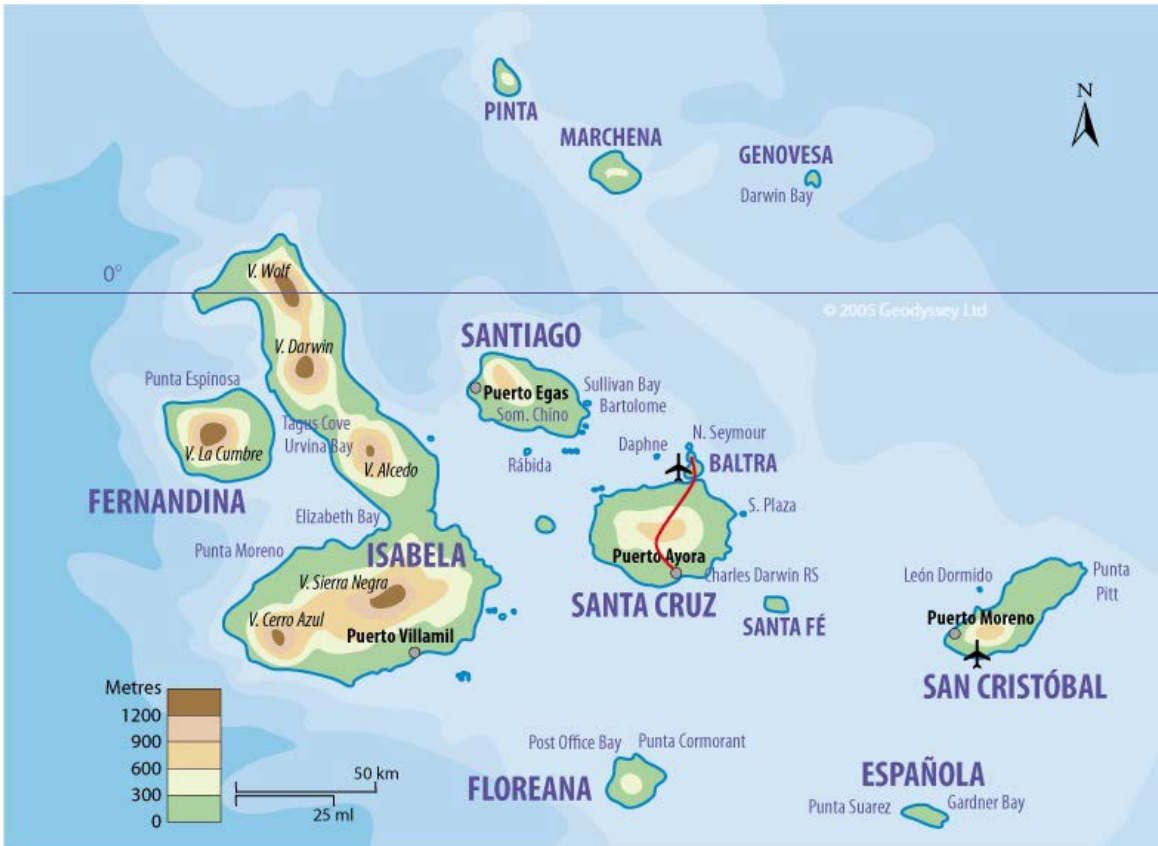 N
PINTA
MARCHENA
GENOVESA
Darwin Bay
0°
V. Wolf
© 2005 Geodyssey Ltd
SANTIAGO
V. Darwin
Punta Espinosa
Puerto Egas
Sullivan Bay
Bartolome
Som. Chino
Tagus Cove
Urvina Bay
N. Seymour
Daphne
V. La Cumbre
V. Alcedo
Rábida
BALTRA
FERNANDINA
Elizabeth Bay
S. Plaza
Punta Moreno
ISABELA
Puerto Ayora
Charles Darwin RS
León Dormido
Punta
Pitt
V. Sierra Negra
SANTA CRUZ
V. Cerro Azul
Puerto Villamil
SANTA FÉ
Puerto Moreno
SAN CRISTÓBAL
Metres
1200
900
600
300
0
50 km
25 ml
Post Office Bay
Punta Cormorant
FLOREANA
ESPAÑOLA
Punta Suarez
Gardner Bay